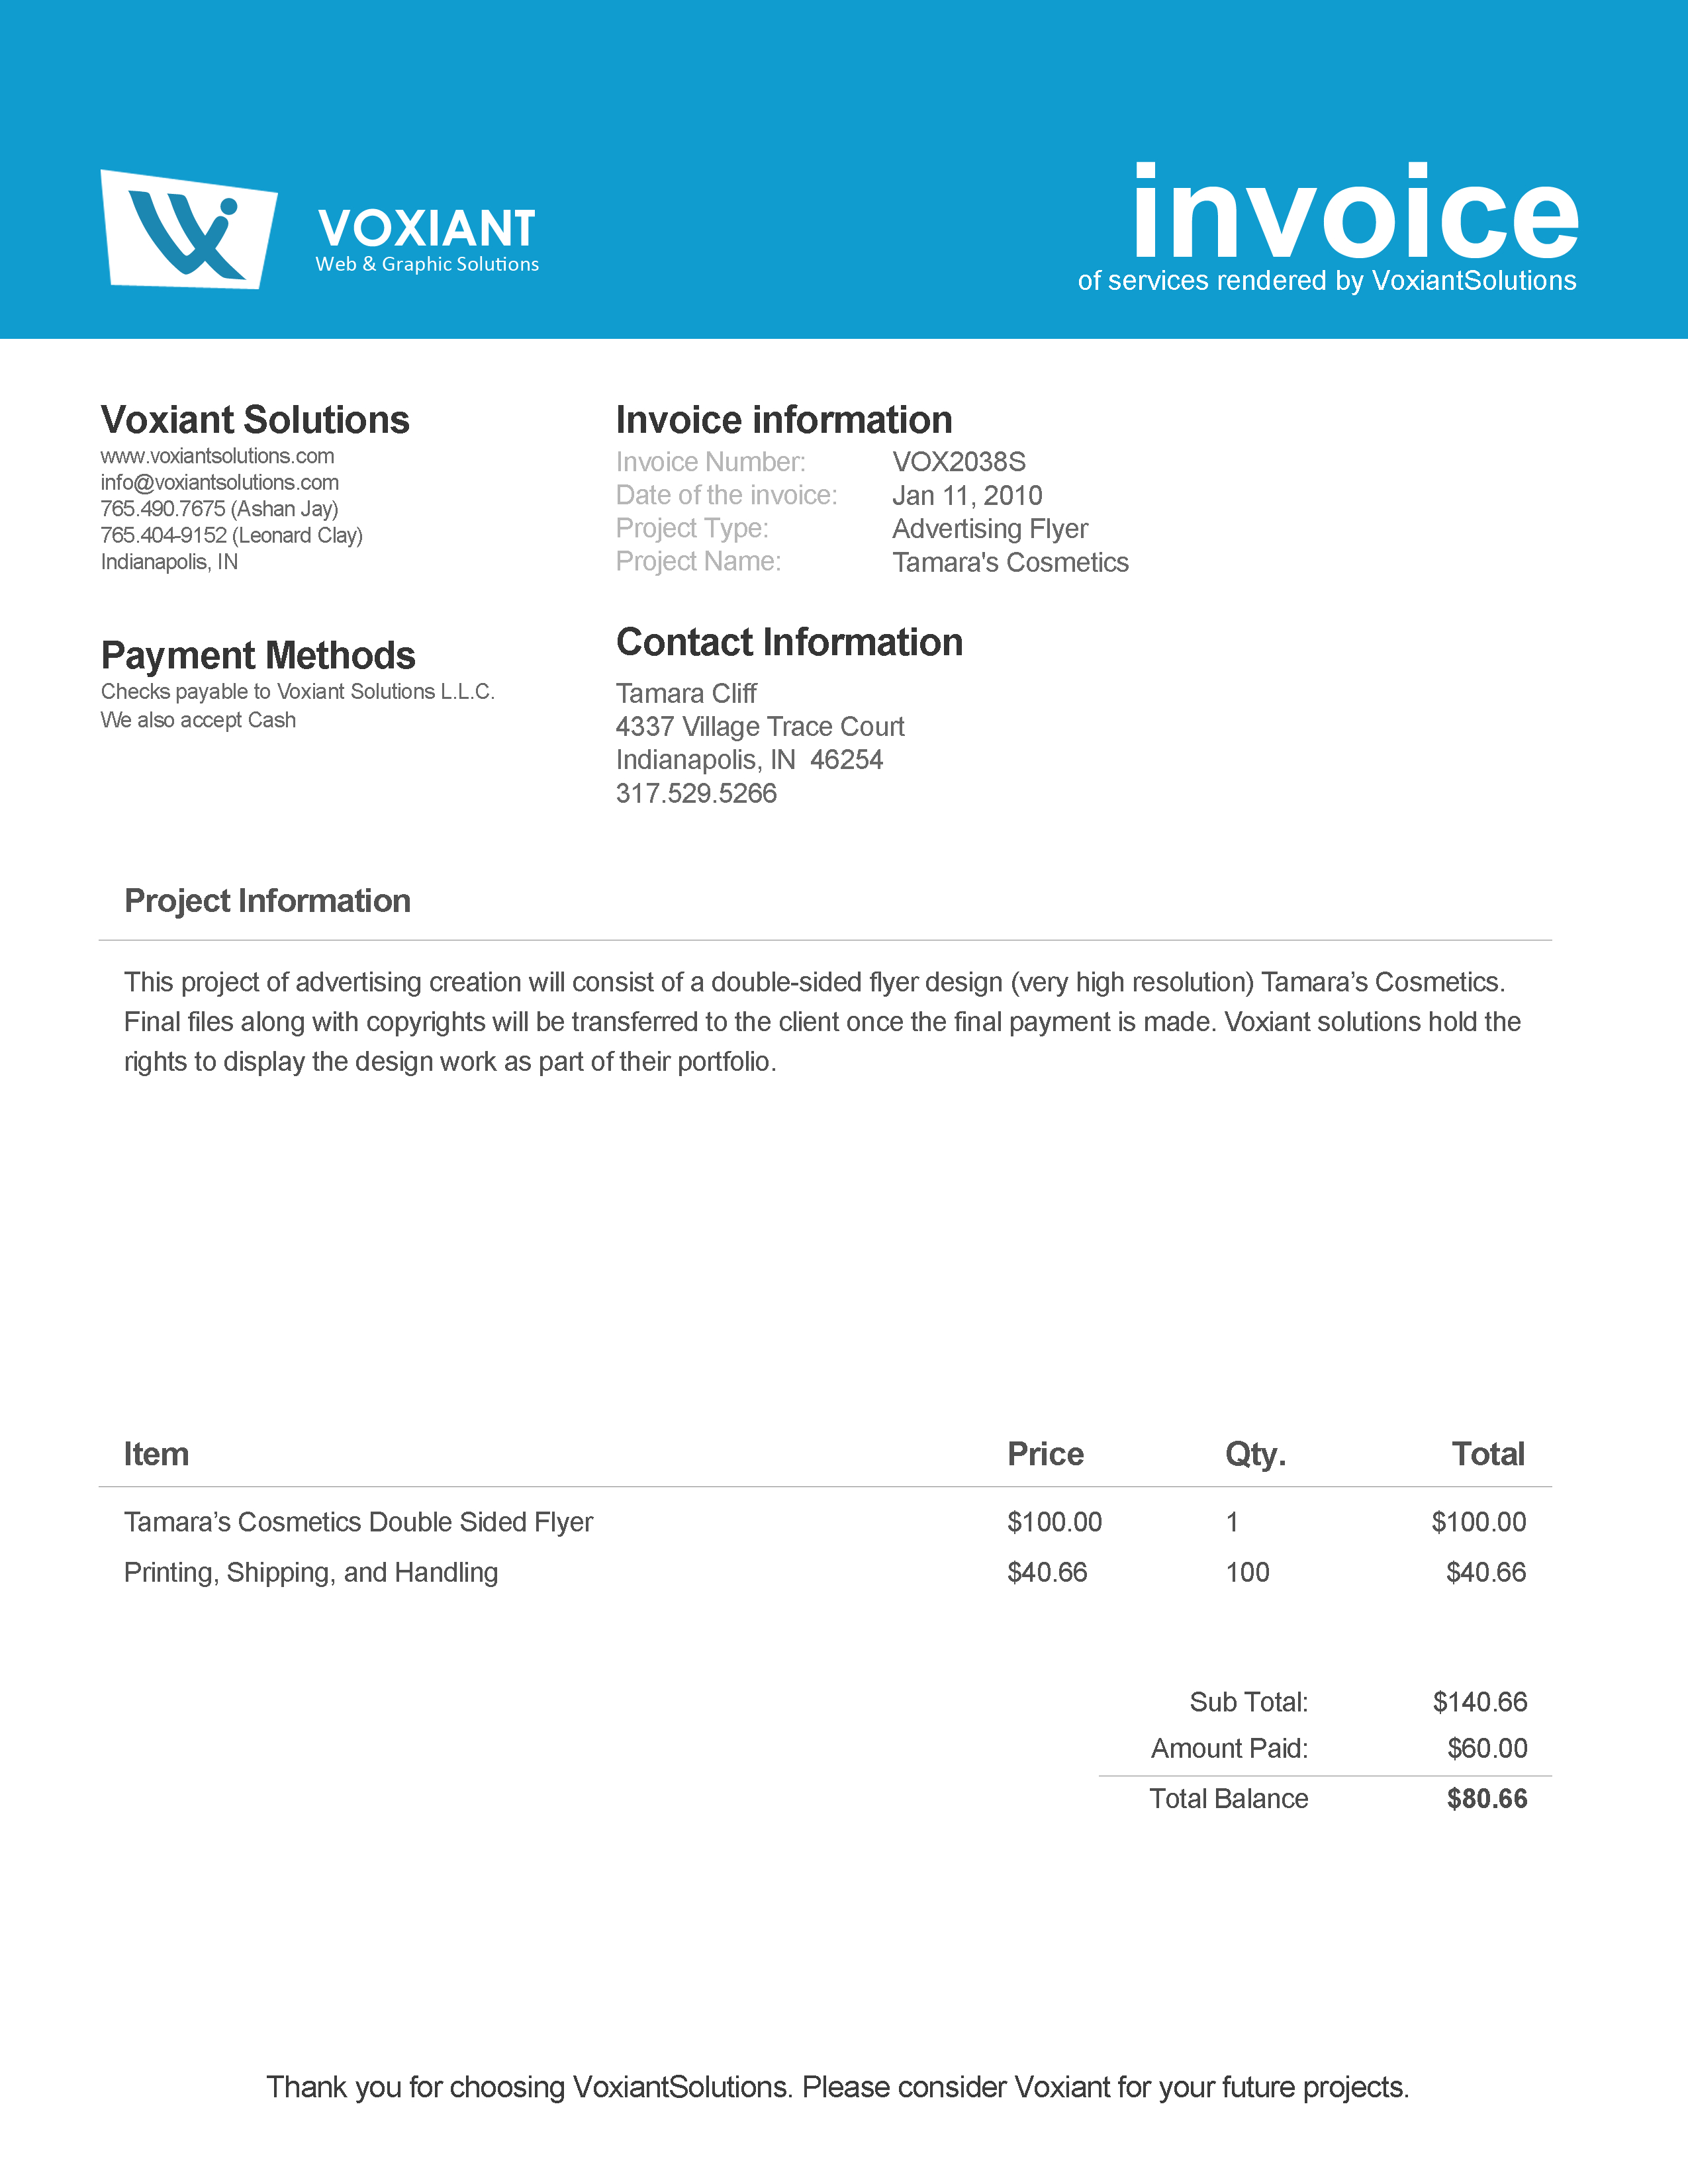 VOXIANT
Web & Graphic Solutions
invoice
of services rendered by VoxiantSolutions
Voxiant Solutions
www.voxiantsolutions.com
info@voxiantsolutions.com
765.490.7675 (Ashan Jay)
765.404-9152 (Leonard Clay)
Indianapolis, IN
Payment Methods
Checks payable to Voxiant Solutions L.L.C.
We also accept Cash
Invoice information
Invoice Number: VOX2038S
Date of the invoice: Jan 11, 2010
Project Type: Advertising Flyer
Project Name: Tamara's Cosmetics
Contact Information
Tamara Cliff
4337 Village Trace Court
Indianapolis, IN  46254
317.529.5266
Project Information
This project of advertising creation will consist of a double-sided flyer design (very high resolution) Tamara’s Cosmetics.
Final files along with copyrights will be transferred to the client once the final payment is made. Voxiant solutions hold the
rights to display the design work as part of their portfolio.
Item Price Qty. Total
Tamara’s Cosmetics Double Sided Flyer $100.00 1 $100.00
Printing, Shipping, and Handling $40.66 100 $40.66
Sub Total: $140.66
Amount Paid: $60.00
Total Balance $80.66
Thank you for choosing VoxiantSolutions. Please consider Voxiant for your future projects.